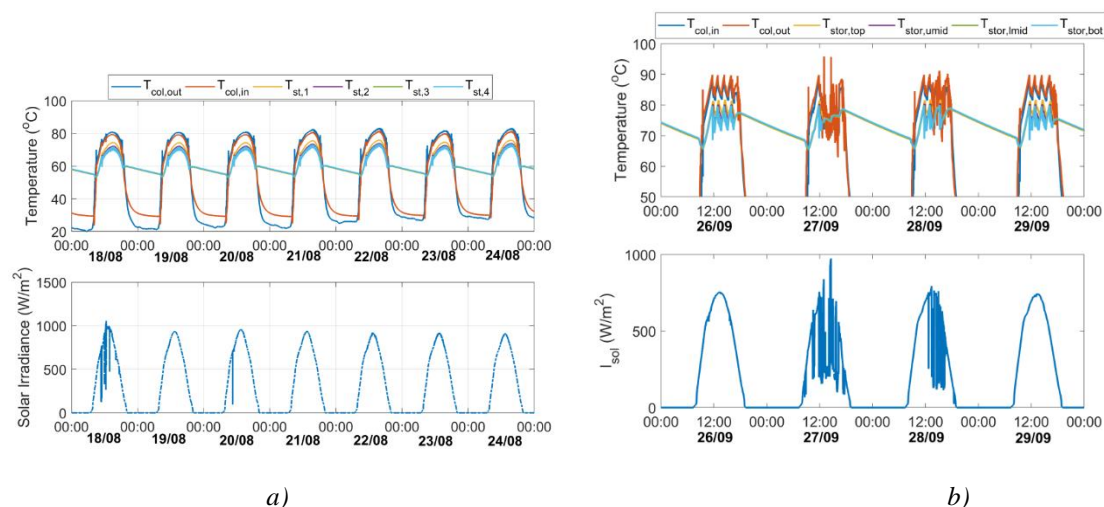 T_col,out T_col,in T_st,1 T_st,2 T_st,3 T_st,4
Temperature (°C)
100
80
60
40
20
00:00 00:00 00:00 00:00 00:00 00:00 00:00 00:00
18/08 19/08 20/08 21/08 22/08 23/08 24/08
Solar Irradiance (W/m²)
1500
1000
500
0
00:00 00:00 00:00 00:00 00:00 00:00 00:00 00:00
18/08 19/08 20/08 21/08 22/08 23/08 24/08
a)
T_col,in T_col,out T_stor,top T_stor,umid T_stor,lmid T_stor,bot
Temperature (°C)
100
90
80
70
60
50
00:00 12:00 00:00 12:00 00:00 12:00 00:00 12:00 00:00
26/09 27/09 28/09 29/09
I_sol (W/m²)
1000
500
0
00:00 12:00 00:00 12:00 00:00 12:00 00:00 12:00 00:00
26/09 27/09 28/09 29/09
b)